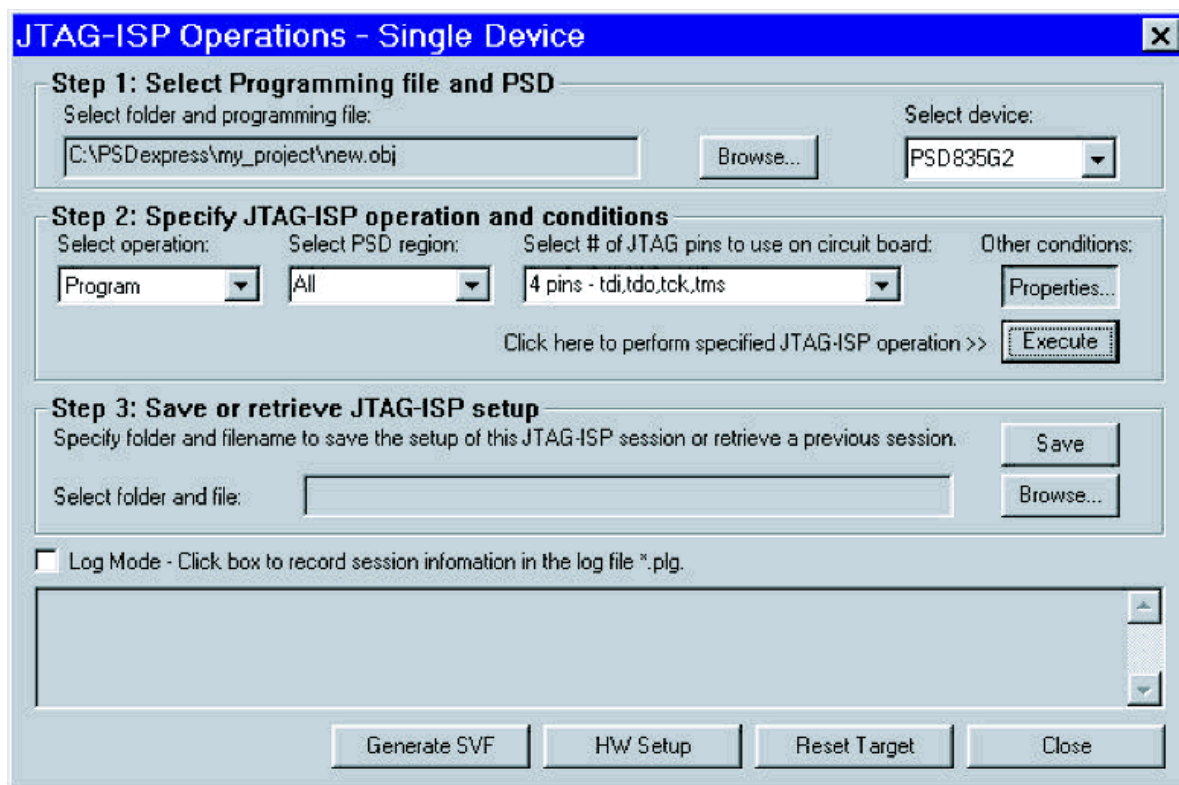 JTAG-ISP Operations - Single Device
Step 1: Select Programming file and PSD
Select folder and programming file:
Select device:
C:\PSDexpress\my_project\new.obj
Browse...
PSD835G2
Step 2: Specify JTAG-ISP operation and conditions
Select operation:
Select PSD region:
Select # of JTAG pins to use on circuit board:
Other conditions:
Program
All
4 pins - tdi,tdo,tck,tms
Properties...
Click here to perform specified JTAG-ISP operation >>
Execute
Step 3: Save or retrieve JTAG-ISP setup
Specify folder and filename to save the setup of this JTAG-ISP session or retrieve a previous session.
Save
Select folder and file:
Browse...
Log Mode - Click box to record session infomation in the log file *.plg.
Generate SVF
HW Setup
Reset Target
Close